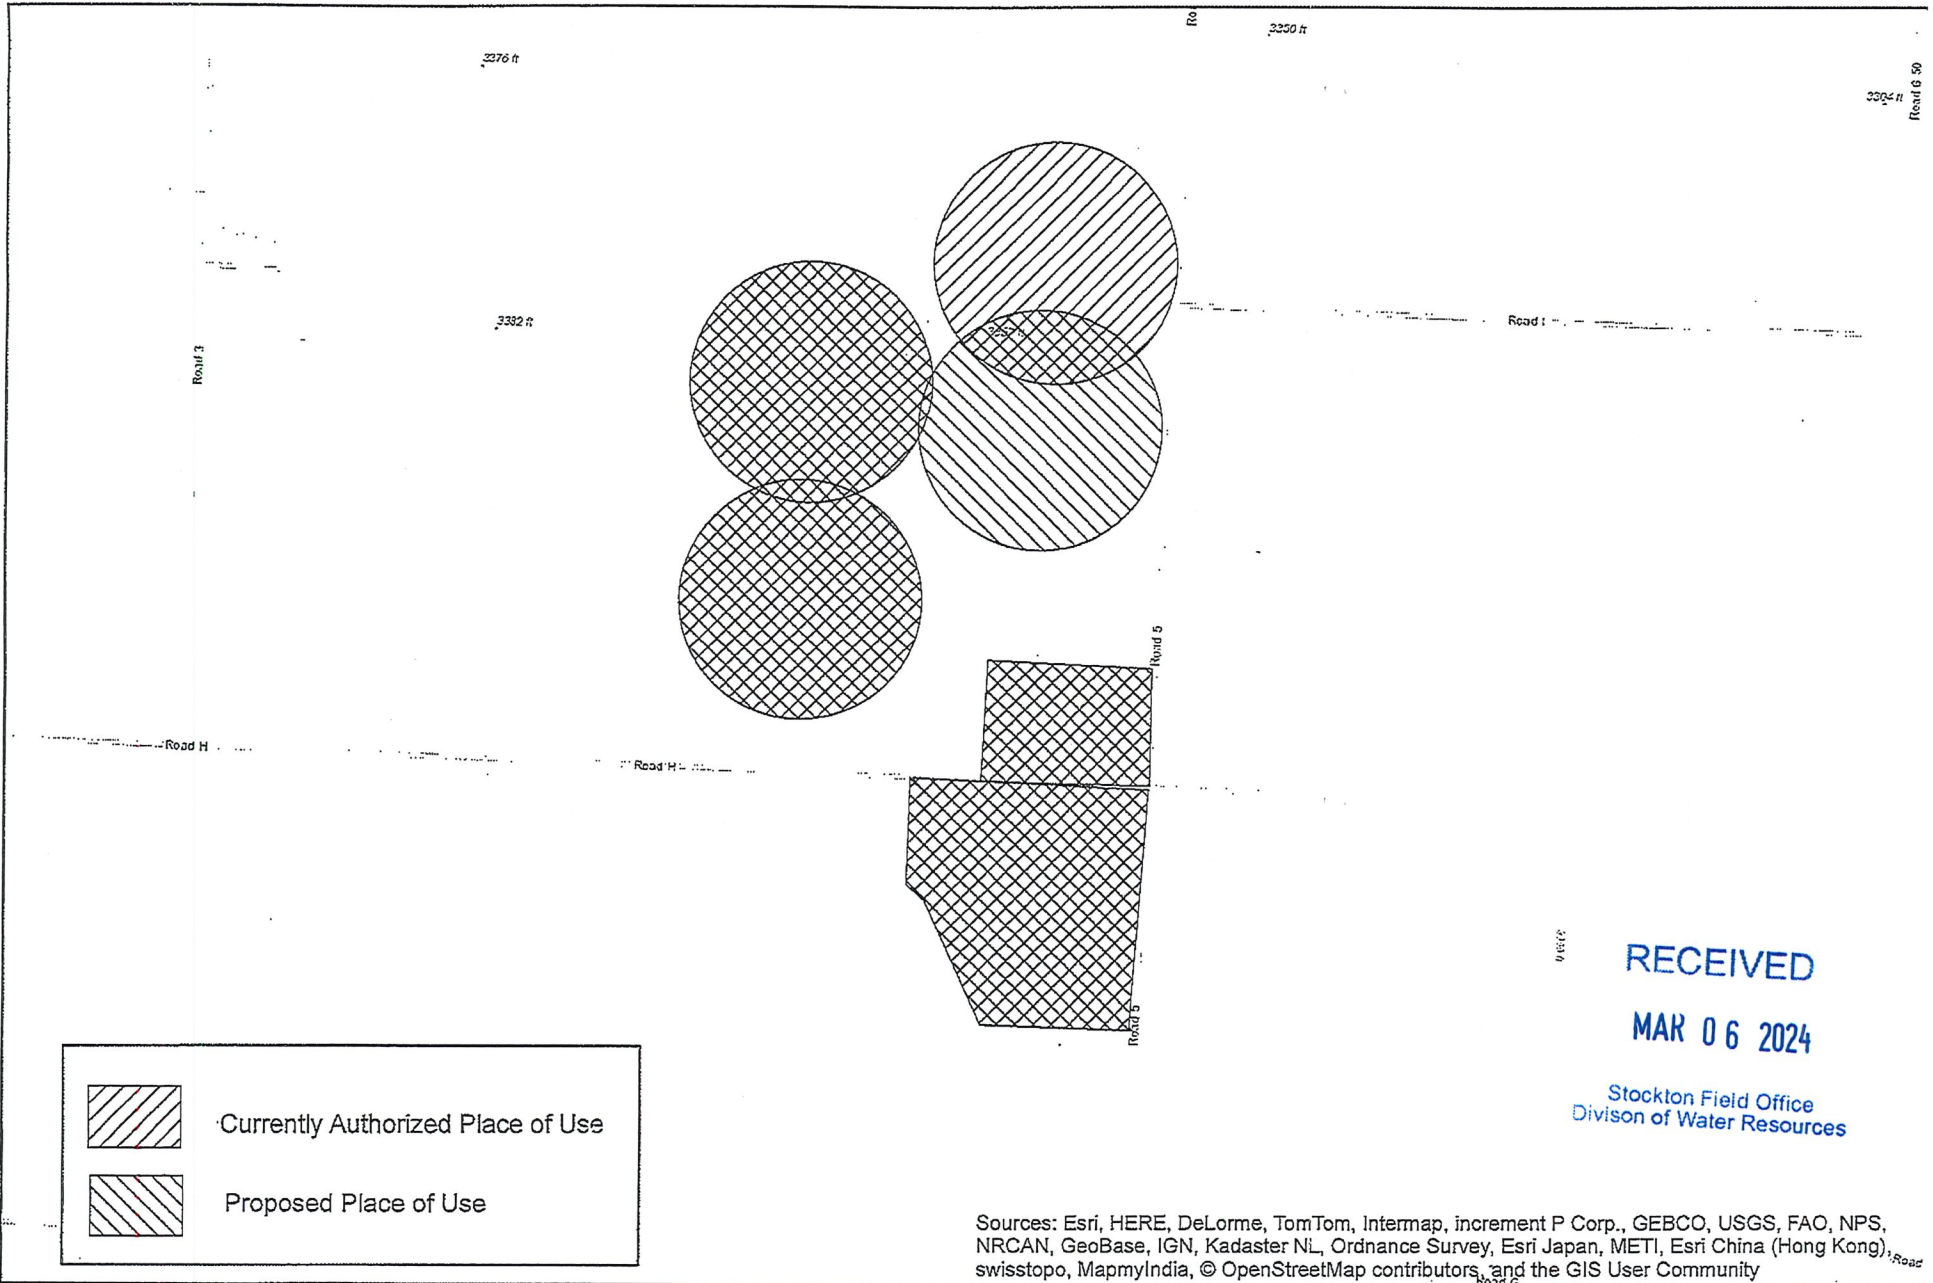 Ro
3350 ft
3376 ft
3304 ft
Road G 50
3382 ft
Road 3
Road I
Road 5
Road H
Road H
Road 5
RECEIVED
MAR 06 2024
Stockton Field Office
Divison of Water Resources
Currently Authorized Place of Use
Proposed Place of Use
Sources: Esri, HERE, DeLorme, TomTom, Intermap, increment P Corp., GEBCO, USGS, FAO, NPS,
NRCAN, GeoBase, IGN, Kadaster NL, Ordnance Survey, Esri Japan, METI, Esri China (Hong Kong),
swisstopo, MapmyIndia, © OpenStreetMap contributors, and the GIS User Community
Road
Road G